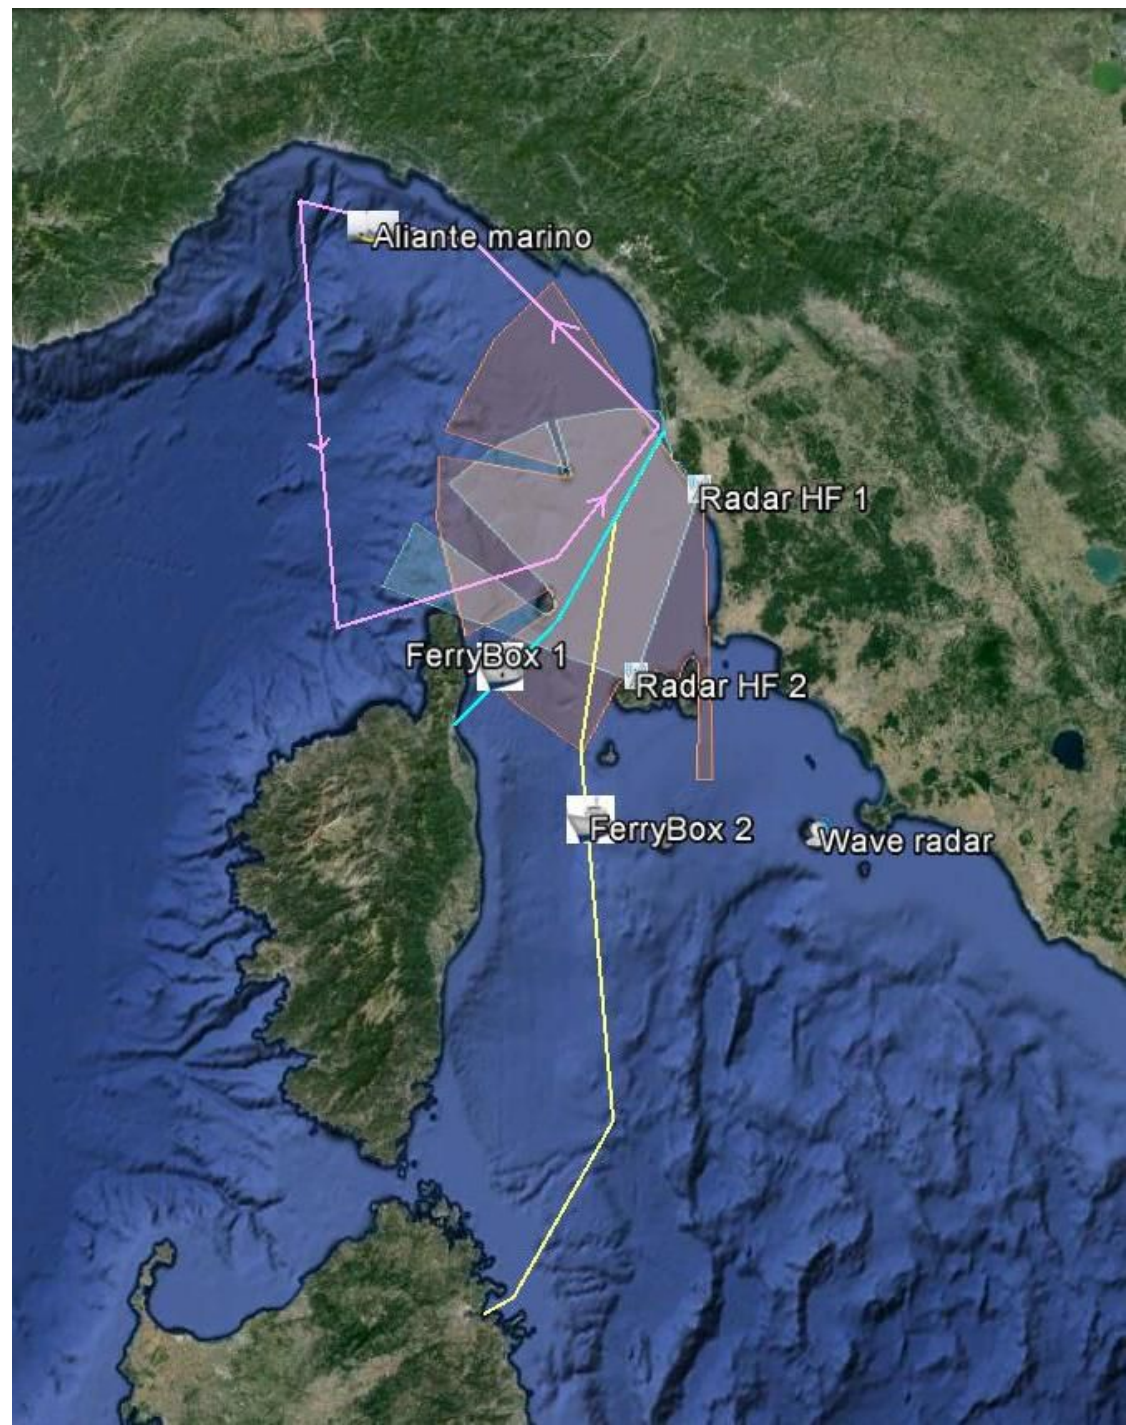 Aliante marino
Radar HF 1
FerryBox 1
Radar HF 2
FerryBox 2
Wave radar